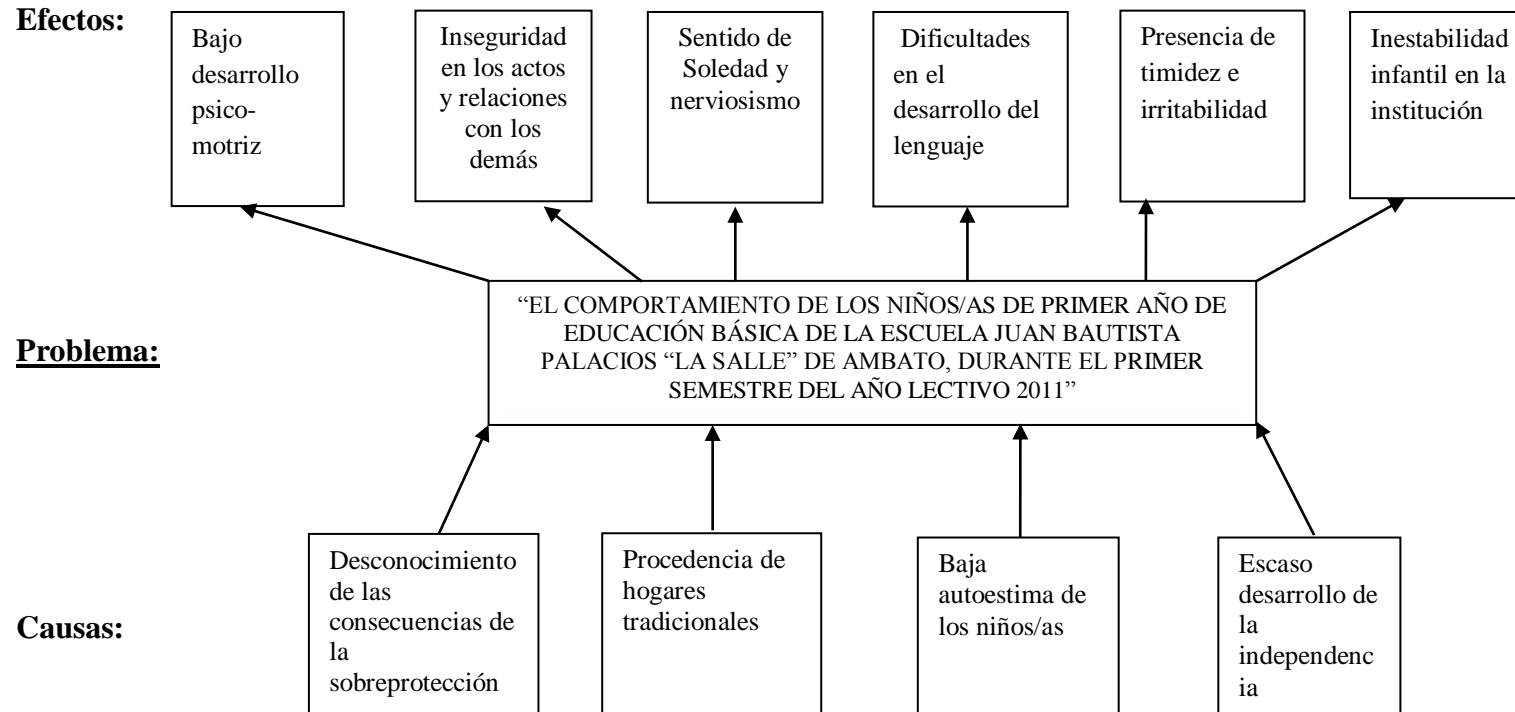 Efectos:
Bajo
desarrollo
psico-
motriz
Inseguridad
en los actos
y relaciones
con los
demás
Sentido de
Soledad y
nerviosismo
Dificultades
en el
desarrollo del
lenguaje
Presencia de
timidez e
irritabilidad
Inestabilidad
infantil en la
institución
Problema:
“EL COMPORTAMIENTO DE LOS NIÑOS/AS DE PRIMER AÑO DE
EDUCACIÓN BÁSICA DE LA ESCUELA JUAN BAUTISTA
PALACIOS “LA SALLE” DE AMBATO, DURANTE EL PRIMER
SEMESTRE DEL AÑO LECTIVO 2011”
Causas:
Desconocimiento
de las
consecuencias de
la
sobreprotección
Procedencia de
hogares
tradicionales
Baja
autoestima de
los niños/as
Escaso
desarrollo de
la
independenc
ia